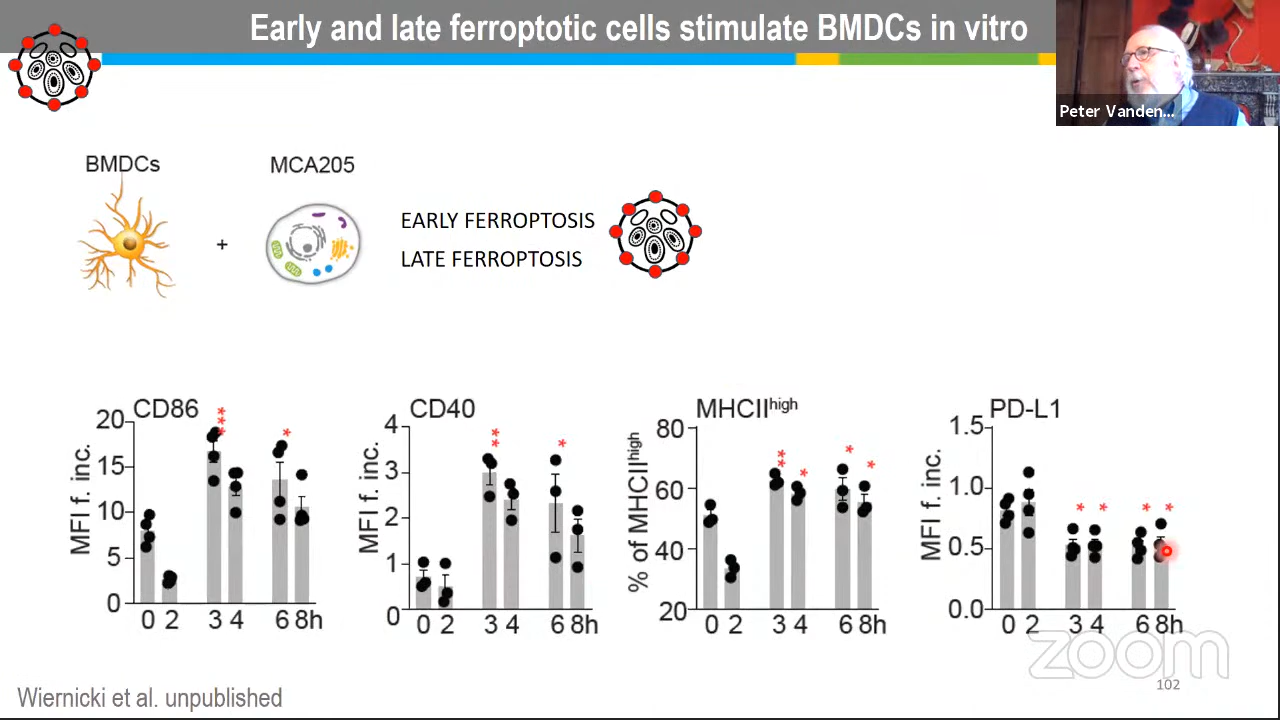 Early and late ferroptotic cells stimulate BMDCs in vitro
Peter Vanden...
BMDCs
MCA205
+
EARLY FERROPTOSIS
LATE FERROPTOSIS
CD86
MFI f. inc.
20
15
10
5
0
***
*
0 2 3 4 6 8h
CD40
MFI f. inc.
4
3
2
1
0
**
*
0 2 3 4 6 8h
MHCII^high
% of MHCII^high
80
60
40
20
**
*
*
*
0 2 3 4 6 8h
PD-L1
MFI f. inc.
1.5
1.0
0.5
0.0
* * * *
0 2 3 4 6 8h
zoom
102
Wiernicki et al. unpublished